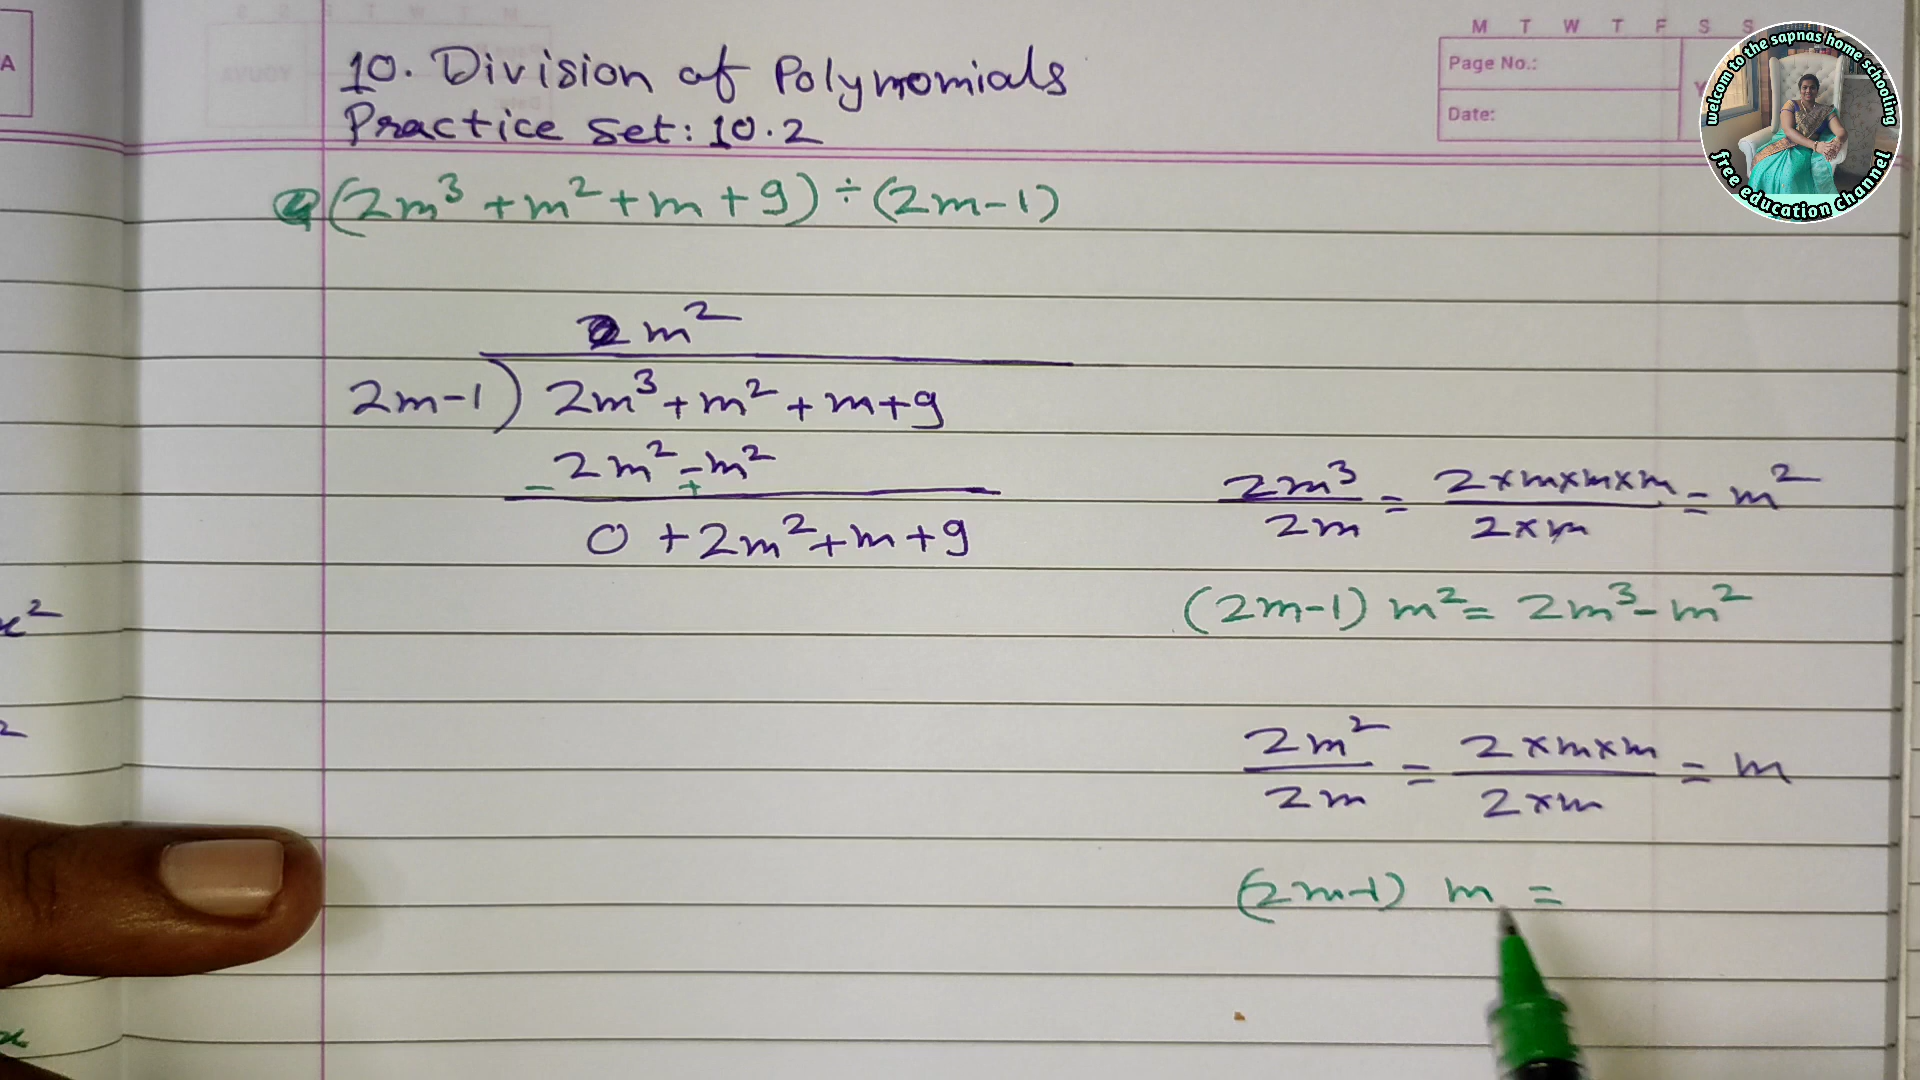 M T W T F S S
Page No.:
Date:
welcom to the sapnas home schooling
free education channel
A
10. Division of Polynomials
Practice set: 10.2
(2m³ + m² + m + 9) ÷ (2m - 1)
m²
2m-1) 2m³ + m² + m + 9
2m² - m²
- +
0 + 2m² + m + 9
2m³/2m = 2×m×m×m/2×m = m²
(2m-1) m² = 2m³ - m²
2m²/2m = 2×m×m/2×m = m
(2m-1) m =
x²
2
x